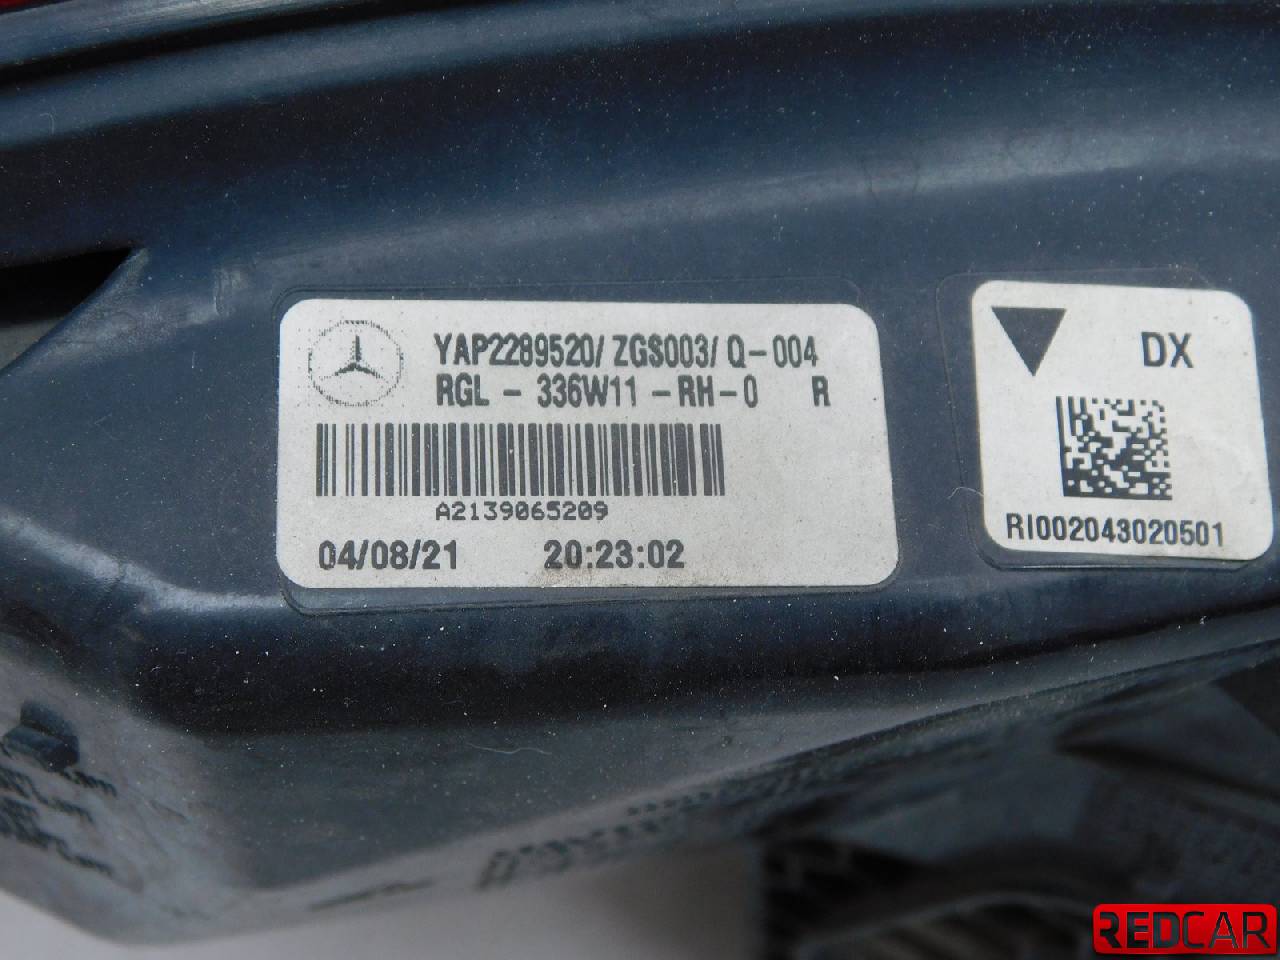 YAP2289520/ZGS003/Q-004
RGL - 336W11 -RH-0 R
A2139065209
04/08/21 20:23:02
DX
RI002043020501
REDCAR